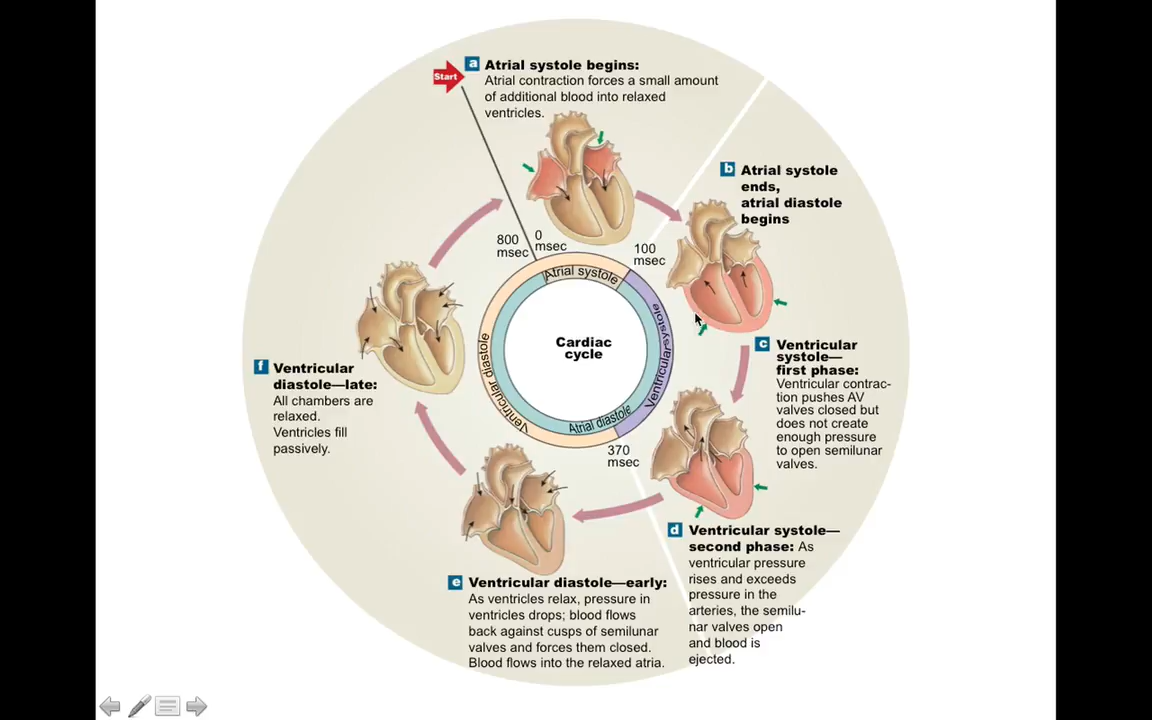 Start
a Atrial systole begins:
Atrial contraction forces a small amount
of additional blood into relaxed
ventricles.
b Atrial systole
ends,
atrial diastole
begins
800
msec
0
msec
100
msec
Atrial systole
Ventricular systole
Cardiac
cycle
Ventricular diastole
Atrial diastole
370
msec
c Ventricular
systole—
first phase:
Ventricular contrac-
tion pushes AV
valves closed but
does not create
enough pressure
to open semilunar
valves.
d Ventricular systole—
second phase: As
ventricular pressure
rises and exceeds
pressure in the
arteries, the semilu-
nar valves open
and blood is
ejected.
e Ventricular diastole—early:
As ventricles relax, pressure in
ventricles drops; blood flows
back against cusps of semilunar
valves and forces them closed.
Blood flows into the relaxed atria.
f Ventricular
diastole—late:
All chambers are
relaxed.
Ventricles fill
passively.